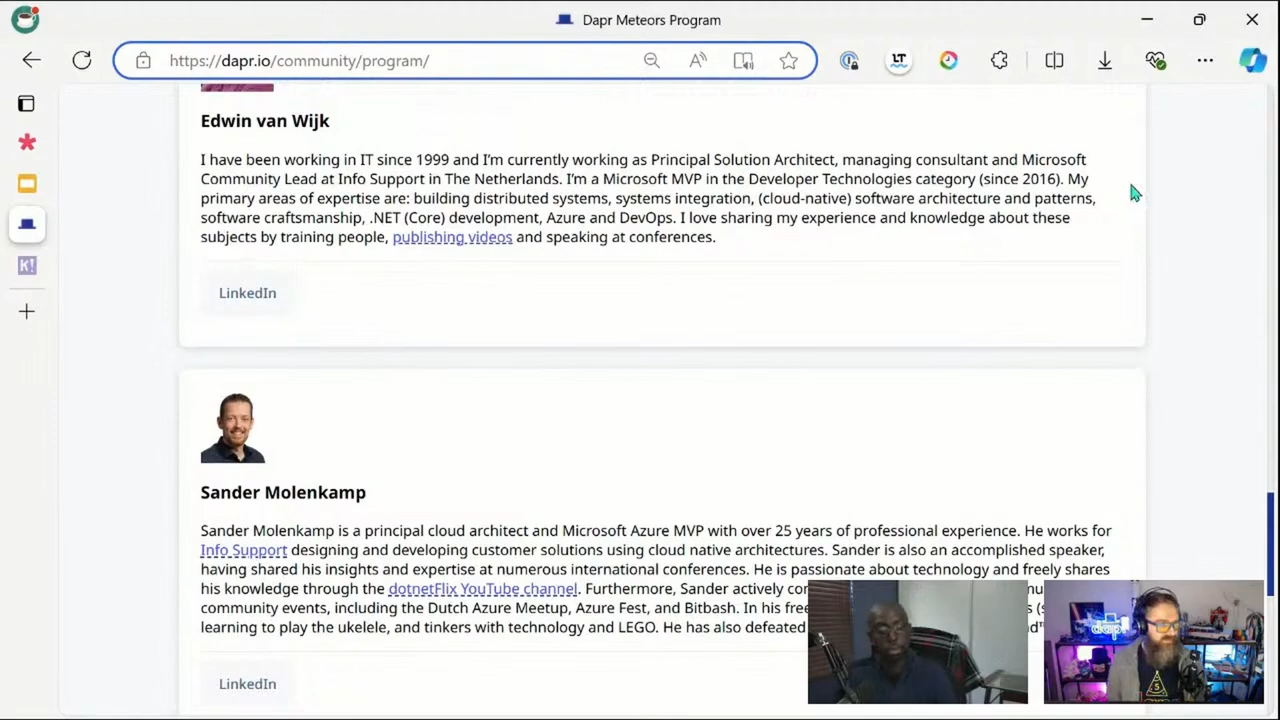 Dapr Meteors Program
https://dapr.io/community/program/
LT
Edwin van Wijk
I have been working in IT since 1999 and I'm currently working as Principal Solution Architect, managing consultant and Microsoft
Community Lead at Info Support in The Netherlands. I'm a Microsoft MVP in the Developer Technologies category (since 2016). My
primary areas of expertise are: building distributed systems, systems integration, (cloud-native) software architecture and patterns,
software craftsmanship, .NET (Core) development, Azure and DevOps. I love sharing my experience and knowledge about these
subjects by training people, publishing videos and speaking at conferences.
K!
LinkedIn
Sander Molenkamp
Sander Molenkamp is a principal cloud architect and Microsoft Azure MVP with over 25 years of professional experience. He works for
Info Support designing and developing customer solutions using cloud native architectures. Sander is also an accomplished speaker,
having shared his insights and expertise at numerous international conferences. He is passionate about technology and freely shares
his knowledge through the dotnetFlix YouTube channel. Furthermore, Sander actively
community events, including the Dutch Azure Meetup, Azure Fest, and Bitbash. In his
learning to play the ukelele, and tinkers with technology and LEGO. He has also defeated
dapr
LinkedIn